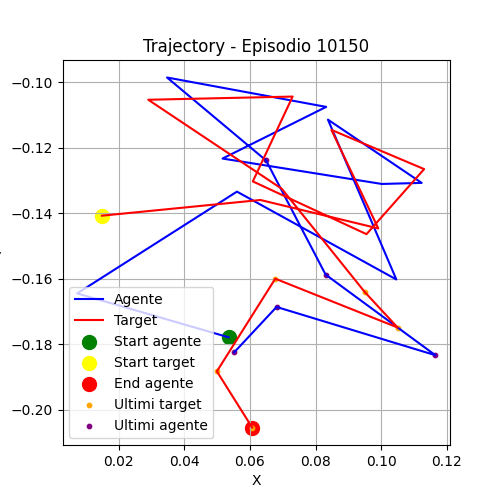 Trajectory - Episodio 10150
−0.10
−0.12
−0.14
−0.16
−0.18
−0.20
Agente
Target
Start agente
Start target
End agente
Ultimi target
Ultimi agente
0.02 0.04 0.06 0.08 0.10 0.12
X